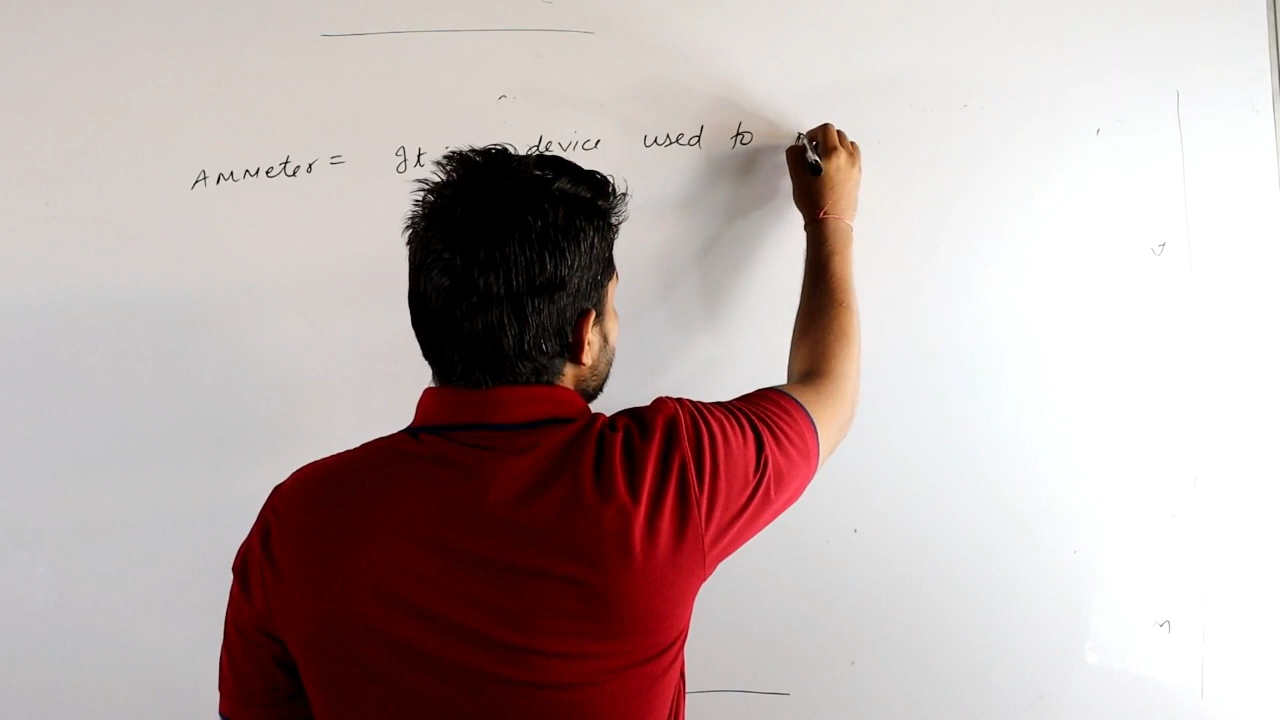 AMMeter = It device used to